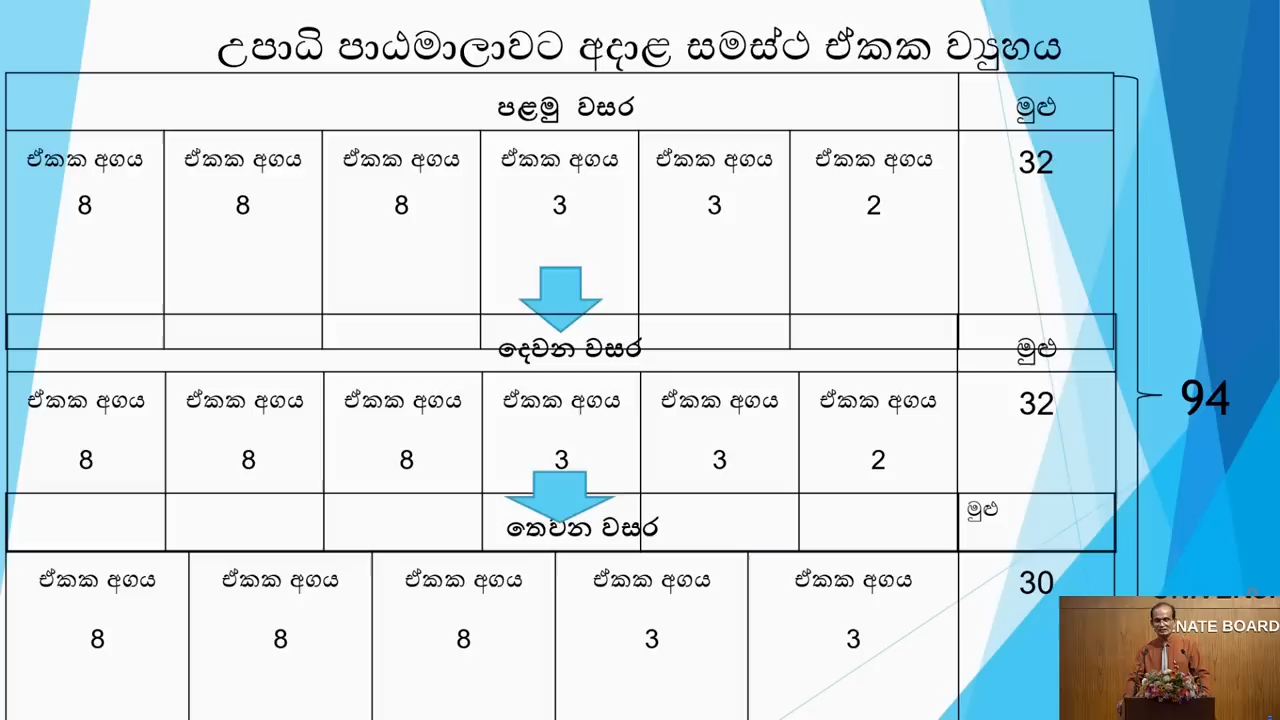 උපාධි පාඨමාලාවට අදාළ සමස්ථ ඒකක ව්‍යුහය
පළමු වසර මුළු
ඒකක අගය ඒකක අගය ඒකක අගය ඒකක අගය ඒකක අගය ඒකක අගය 32
8 8 8 3 3 2
දෙවන වසර මුළු
ඒකක අගය ඒකක අගය ඒකක අගය ඒකක අගය ඒකක අගය ඒකක අගය 32
94
8 8 8 3 3 2
තෙවන වසර මුළු
ඒකක අගය ඒකක අගය ඒකක අගය ඒකක අගය ඒකක අගය 30
8 8 8 3 3
NATE BOARD